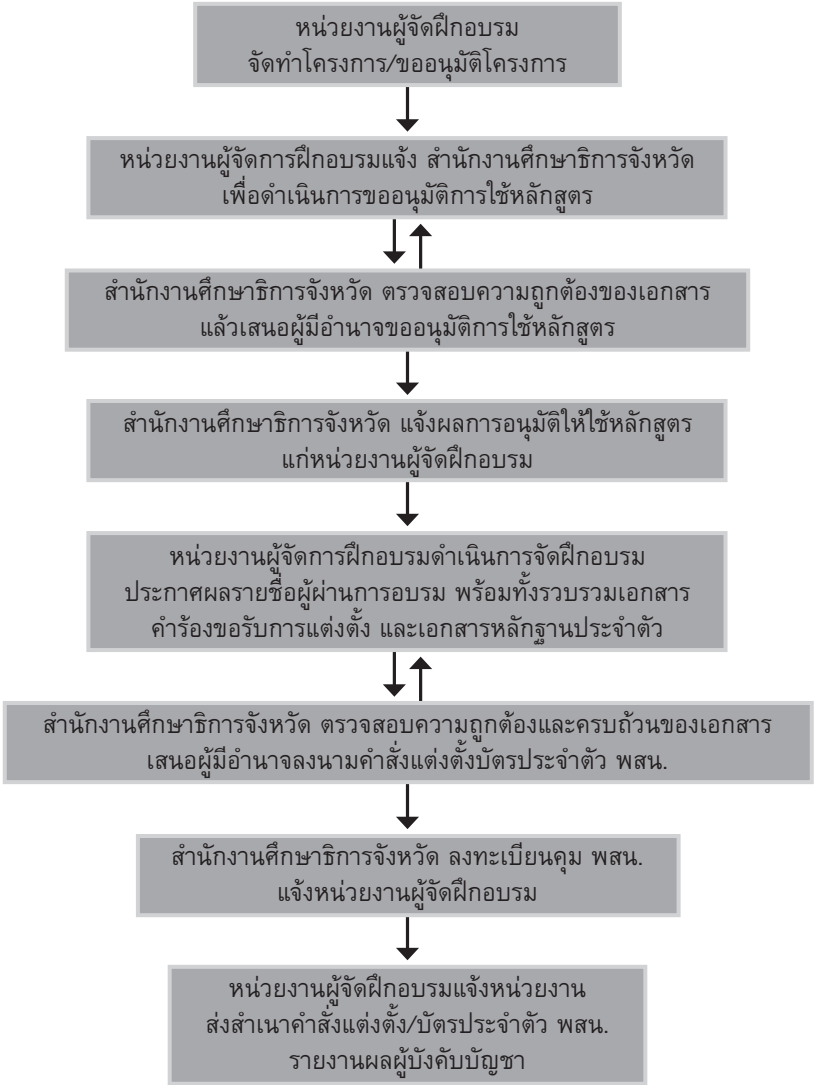 หน่วยงานผู้จัดฝึกอบรม
จัดทำโครงการ/ขออนุมัติโครงการ
หน่วยงานผู้จัดการฝึกอบรมแจ้ง สำนักงานศึกษาธิการจังหวัด
เพื่อดำเนินการขออนุมัติการใช้หลักสูตร
สำนักงานศึกษาธิการจังหวัด ตรวจสอบความถูกต้องของเอกสาร
แล้วเสนอผู้มีอำนาจขออนุมัติการใช้หลักสูตร
สำนักงานศึกษาธิการจังหวัด แจ้งผลการอนุมัติให้ใช้หลักสูตร
แก่หน่วยงานผู้จัดฝึกอบรม
หน่วยงานผู้จัดการฝึกอบรมดำเนินการจัดฝึกอบรม
ประกาศผลรายชื่อผู้ผ่านการอบรม พร้อมทั้งรวบรวมเอกสาร
คำร้องขอรับการแต่งตั้ง และเอกสารหลักฐานประจำตัว
สำนักงานศึกษาธิการจังหวัด ตรวจสอบความถูกต้องและครบถ้วนของเอกสาร
เสนอผู้มีอำนาจลงนามคำสั่งแต่งตั้งบัตรประจำตัว พสน.
สำนักงานศึกษาธิการจังหวัด ลงทะเบียนคุม พสน.
แจ้งหน่วยงานผู้จัดฝึกอบรม
หน่วยงานผู้จัดฝึกอบรมแจ้งหน่วยงาน
ส่งสำเนาคำสั่งแต่งตั้ง/บัตรประจำตัว พสน.
รายงานผลผู้บังคับบัญชา